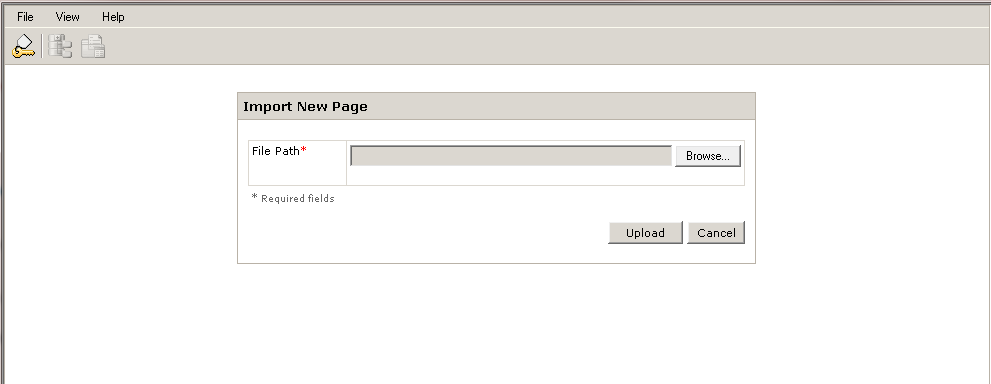 File View Help
Import New Page
File Path* Browse...
* Required fields
Upload Cancel